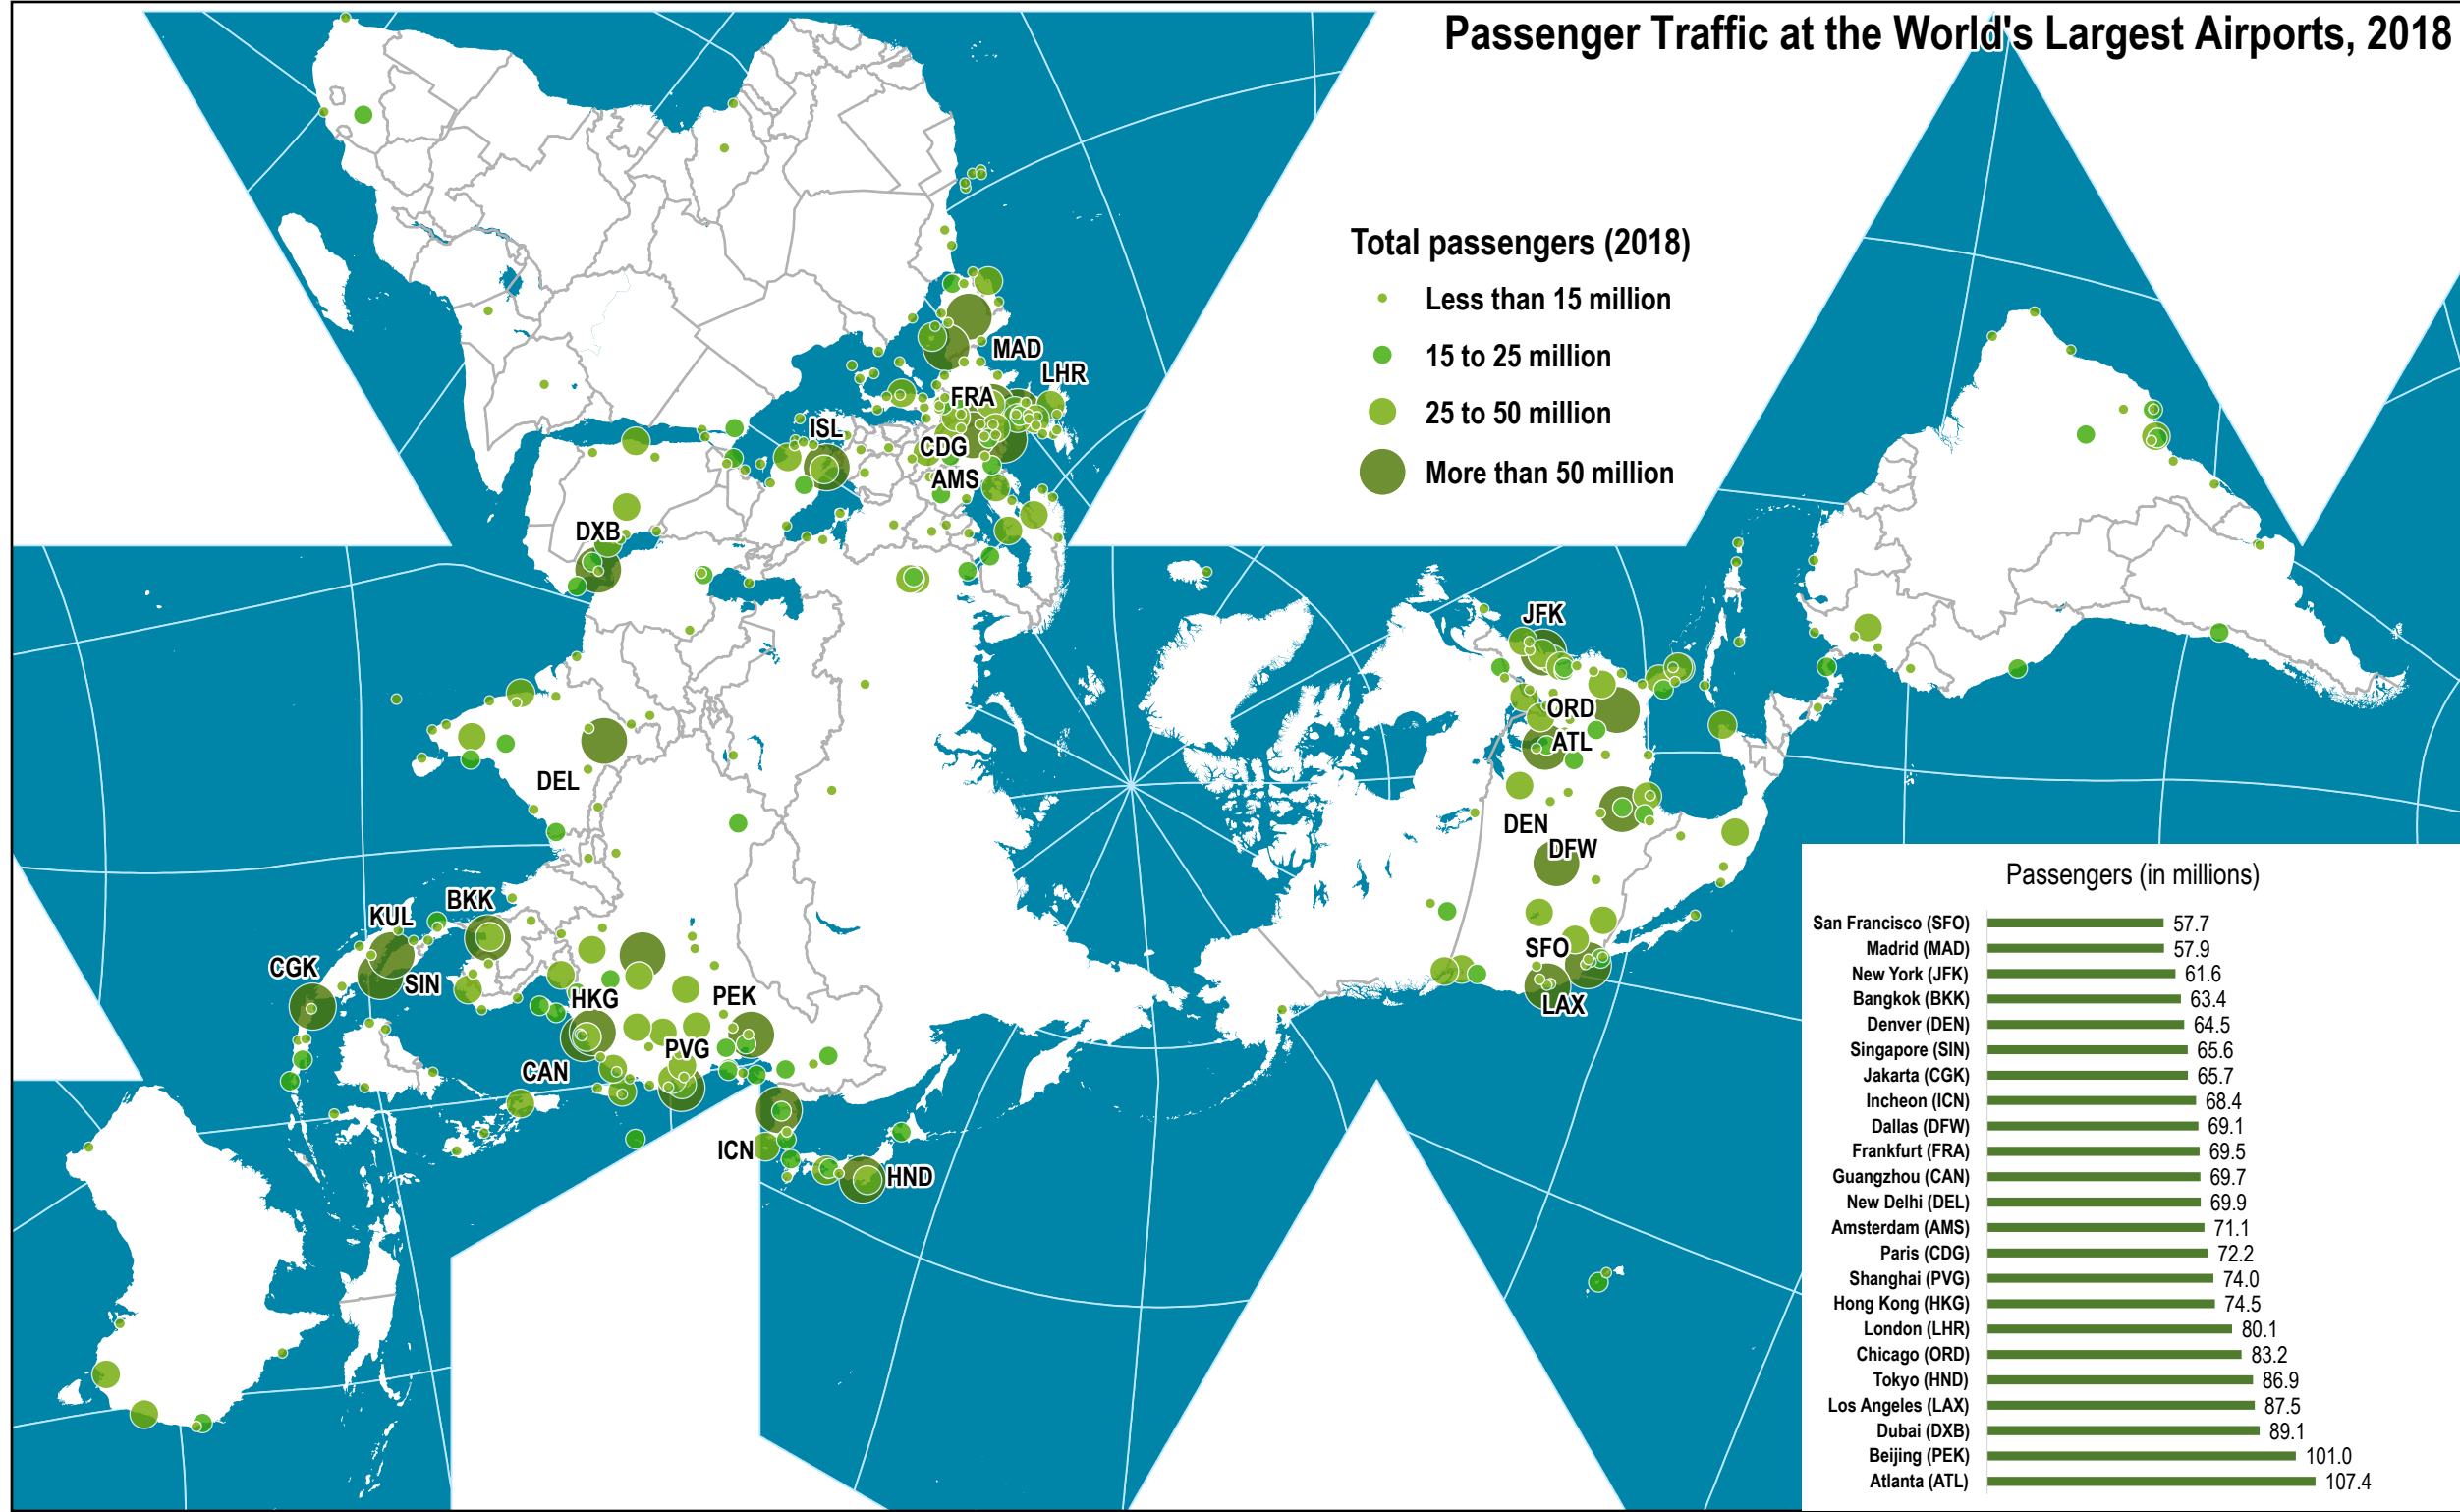 Passenger Traffic at the World's Largest Airports, 2018
Total passengers (2018)
Less than 15 million
15 to 25 million
25 to 50 million
More than 50 million
MAD
LHR
FRA
ISL
CDG
AMS
DXB
JFK
ORD
ATL
DEL
DEN
DFW
BKK
KUL
SFO
CGK
SIN
HKG
PEK
LAX
PVG
CAN
ICN
HND
Passengers (in millions)
San Francisco (SFO) 57.7
Madrid (MAD) 57.9
New York (JFK) 61.6
Bangkok (BKK) 63.4
Denver (DEN) 64.5
Singapore (SIN) 65.6
Jakarta (CGK) 65.7
Incheon (ICN) 68.4
Dallas (DFW) 69.1
Frankfurt (FRA) 69.5
Guangzhou (CAN) 69.7
New Delhi (DEL) 69.9
Amsterdam (AMS) 71.1
Paris (CDG) 72.2
Shanghai (PVG) 74.0
Hong Kong (HKG) 74.5
London (LHR) 80.1
Chicago (ORD) 83.2
Tokyo (HND) 86.9
Los Angeles (LAX) 87.5
Dubai (DXB) 89.1
Beijing (PEK) 101.0
Atlanta (ATL) 107.4